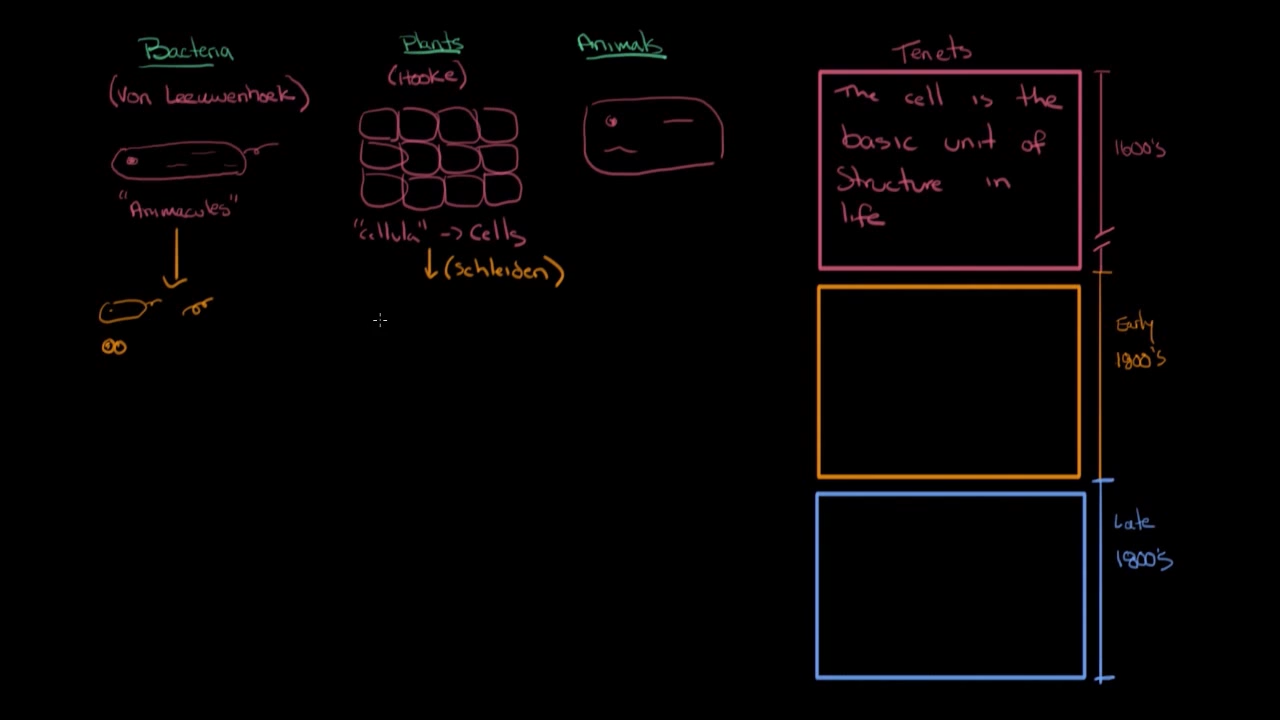 Bacteria
(Von Leeuwenhoek)
"Animacules"
Plants
(Hooke)
"Cellula" -> Cells
(Schleiden)
Animals
Tenets
The cell is the
basic unit of
Structure in
life
1600's
Early
1800's
Late
1800's